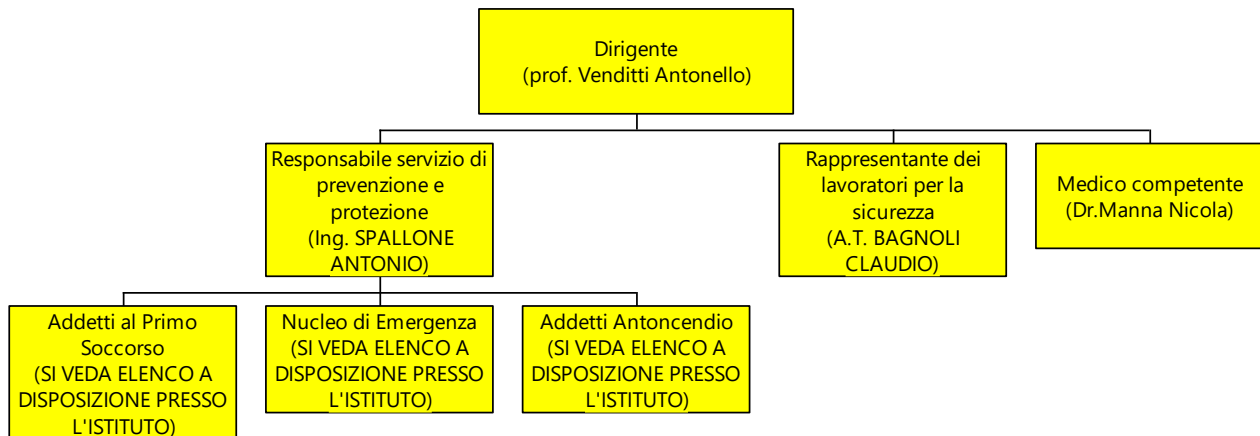 Dirigente
(prof. Venditti Antonello)
Responsabile servizio di
prevenzione e
protezione
(Ing. SPALLONE
ANTONIO)
Rappresentante dei
lavoratori per la
sicurezza
(A.T. BAGNOLI
CLAUDIO)
Medico competente
(Dr.Manna Nicola)
Addetti al Primo
Soccorso
(SI VEDA ELENCO A
DISPOSIZIONE PRESSO
L'ISTITUTO)
Nucleo di Emergenza
(SI VEDA ELENCO A
DISPOSIZIONE PRESSO
L'ISTITUTO)
Addetti Antoncendio
(SI VEDA ELENCO A
DISPOSIZIONE PRESSO
L'ISTITUTO)